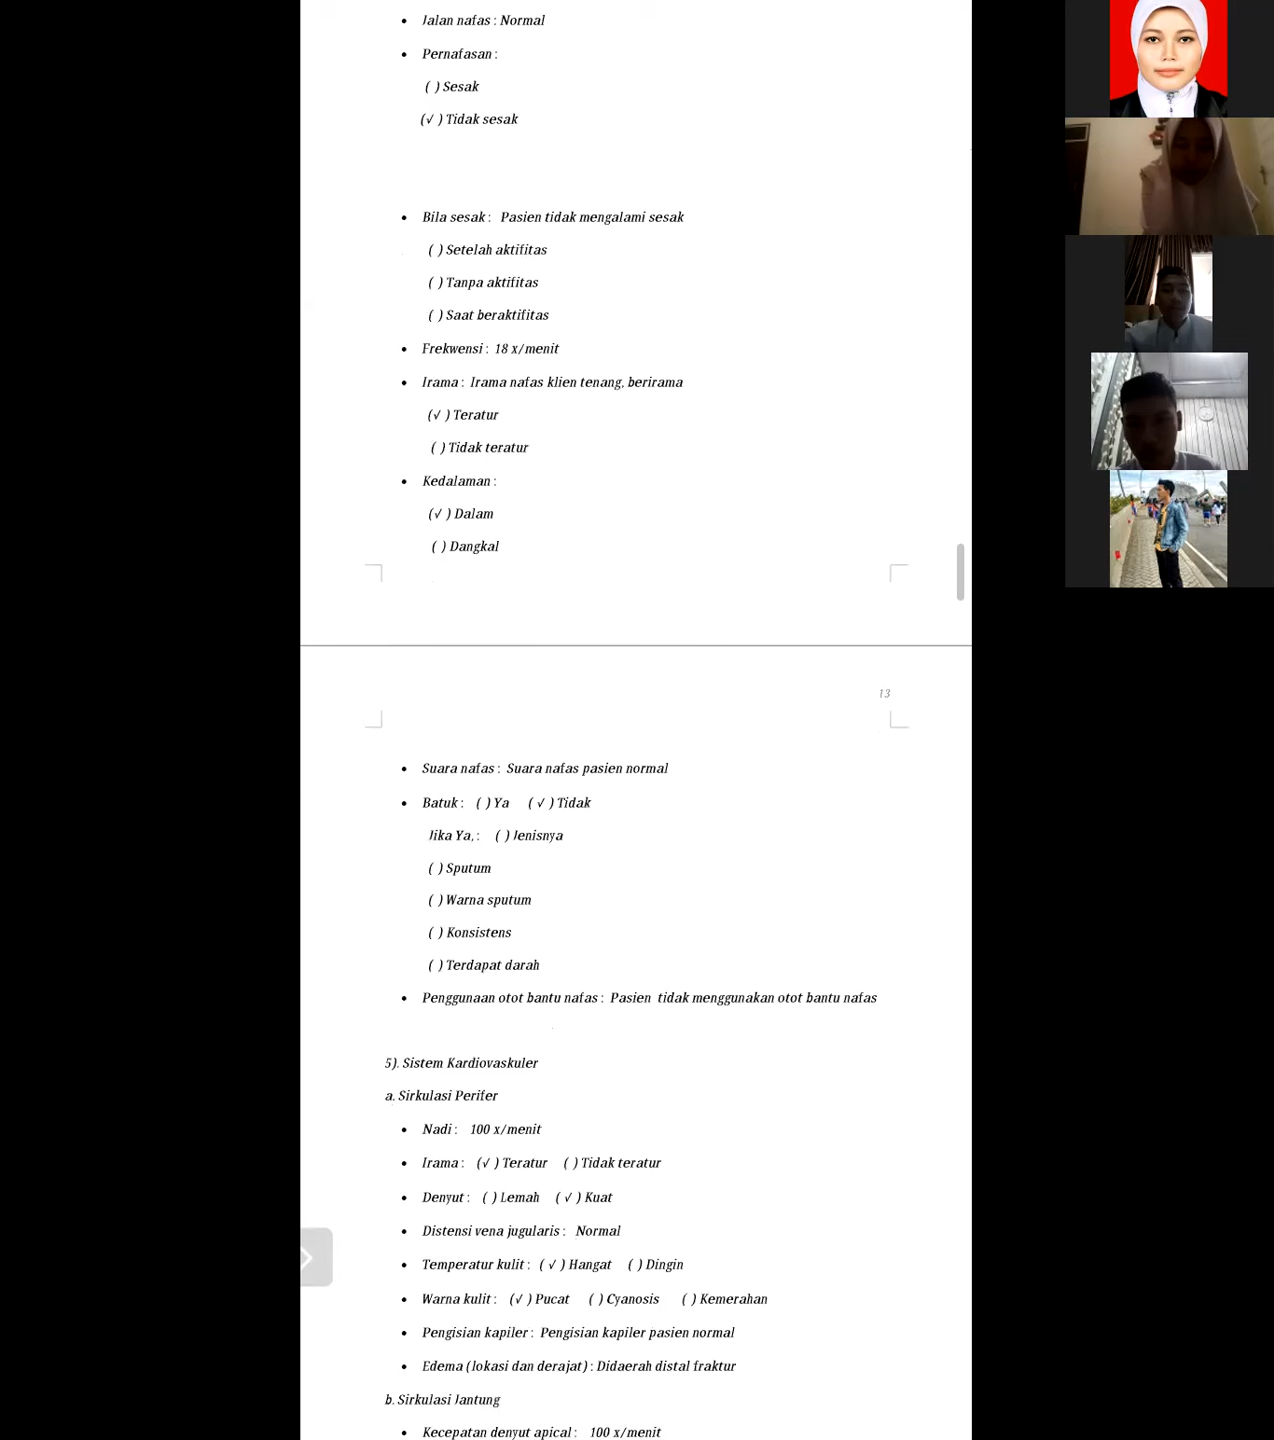 • Jalan nafas : Normal
• Pernafasan :
( ) Sesak
(√ ) Tidak sesak
• Bila sesak : Pasien tidak mengalami sesak
( ) Setelah aktifitas
( ) Tanpa aktifitas
( ) Saat beraktifitas
• Frekwensi : 18 x/menit
• Irama : Irama nafas klien tenang, berirama
(√ ) Teratur
( ) Tidak teratur
• Kedalaman :
(√ ) Dalam
( ) Dangkal
13
• Suara nafas : Suara nafas pasien normal
• Batuk : ( ) Ya ( √ ) Tidak
Jika Ya, : ( ) Jenisnya
( ) Sputum
( ) Warna sputum
( ) Konsistens
( ) Terdapat darah
• Penggunaan otot bantu nafas : Pasien tidak menggunakan otot bantu nafas
5). Sistem Kardiovaskuler
a. Sirkulasi Perifer
• Nadi : 100 x/menit
• Irama : (√ ) Teratur ( ) Tidak teratur
• Denyut : ( ) Lemah ( √ ) Kuat
• Distensi vena jugularis : Normal
• Temperatur kulit : ( √ ) Hangat ( ) Dingin
• Warna kulit : (√ ) Pucat ( ) Cyanosis ( ) Kemerahan
• Pengisian kapiler : Pengisian kapiler pasien normal
• Edema (lokasi dan derajat) : Didaerah distal fraktur
b. Sirkulasi Jantung
• Kecepatan denyut apical : 100 x/menit